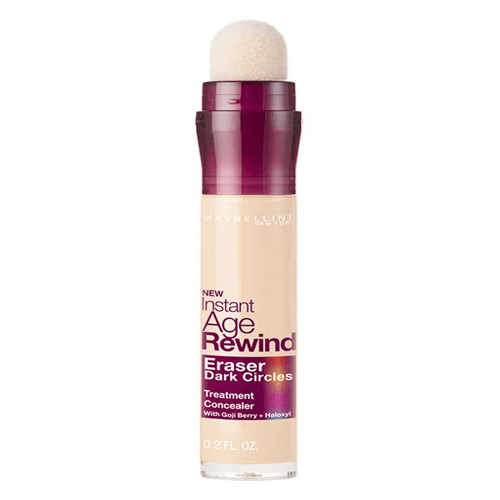 MAYBELLINE
NEW YORK
NEW
Instant
Age
Rewind
Eraser
Dark Circles
Treatment
Concealer
With Goji Berry + Haloxyl
0.2 FL. OZ.